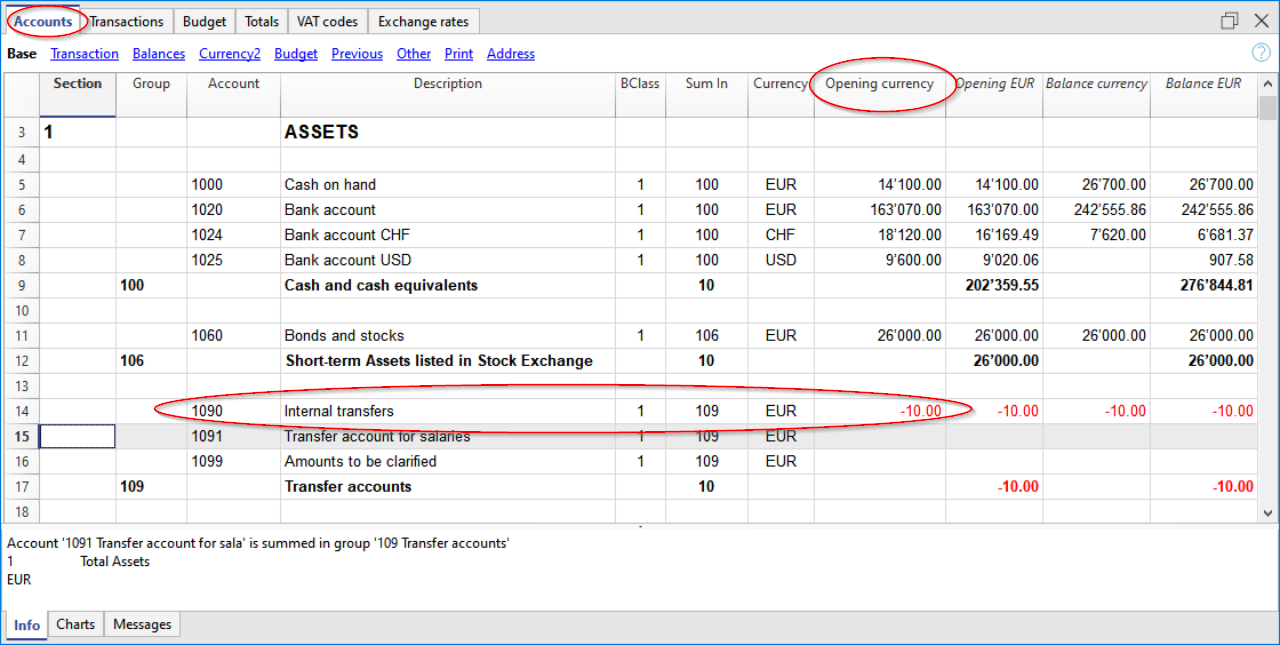 Accounts Transactions Budget Totals VAT codes Exchange rates
Base Transaction Balances Currency2 Budget Previous Other Print Address ?
Section Group Account Description BClass Sum In Currency Opening currency Opening EUR Balance currency Balance EUR
3 1 ASSETS
4
5 1000 Cash on hand 1 100 EUR 14'100.00 14'100.00 26'700.00 26'700.00
6 1020 Bank account 1 100 EUR 163'070.00 163'070.00 242'555.86 242'555.86
7 1024 Bank account CHF 1 100 CHF 18'120.00 16'169.49 7'620.00 6'681.37
8 1025 Bank account USD 1 100 USD 9'600.00 9'020.06 907.58
9 100 Cash and cash equivalents 10 202'359.55 276'844.81
10
11 1060 Bonds and stocks 1 106 EUR 26'000.00 26'000.00 26'000.00 26'000.00
12 106 Short-term Assets listed in Stock Exchange 10 26'000.00 26'000.00
13
14 1090 Internal transfers 1 109 EUR -10.00 -10.00 -10.00 -10.00
15 1091 Transfer account for salaries 1 109 EUR
16 1099 Amounts to be clarified 1 109 EUR
17 109 Transfer accounts 10 -10.00 -10.00
18
Account '1091 Transfer account for sala' is summed in group '109 Transfer accounts'
1 Total Assets
EUR
Info Charts Messages